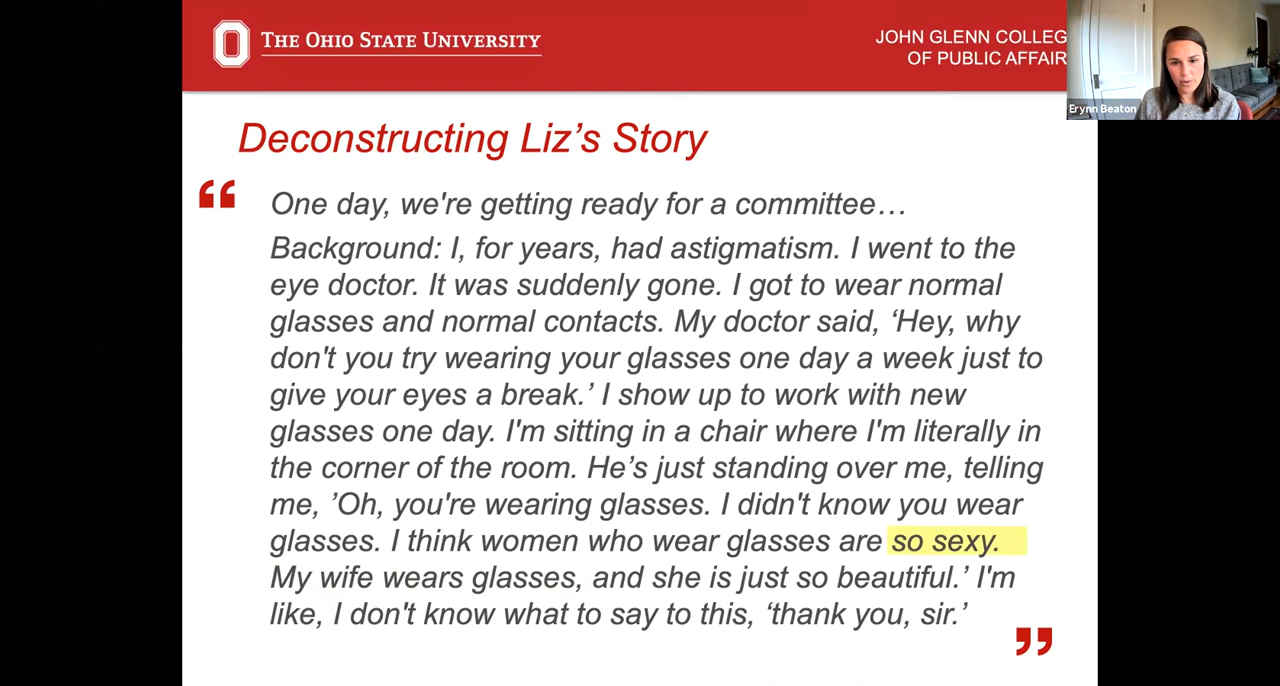 THE OHIO STATE UNIVERSITY
JOHN GLENN COLLEG
OF PUBLIC AFFAIR
Erynn Beaton
Deconstructing Liz’s Story
“
One day, we're getting ready for a committee…
Background: I, for years, had astigmatism. I went to the
eye doctor. It was suddenly gone. I got to wear normal
glasses and normal contacts. My doctor said, ‘Hey, why
don't you try wearing your glasses one day a week just to
give your eyes a break.’ I show up to work with new
glasses one day. I'm sitting in a chair where I'm literally in
the corner of the room. He’s just standing over me, telling
me, ’Oh, you're wearing glasses. I didn't know you wear
glasses. I think women who wear glasses are so sexy.
My wife wears glasses, and she is just so beautiful.’ I'm
like, I don't know what to say to this, ‘thank you, sir.’
”